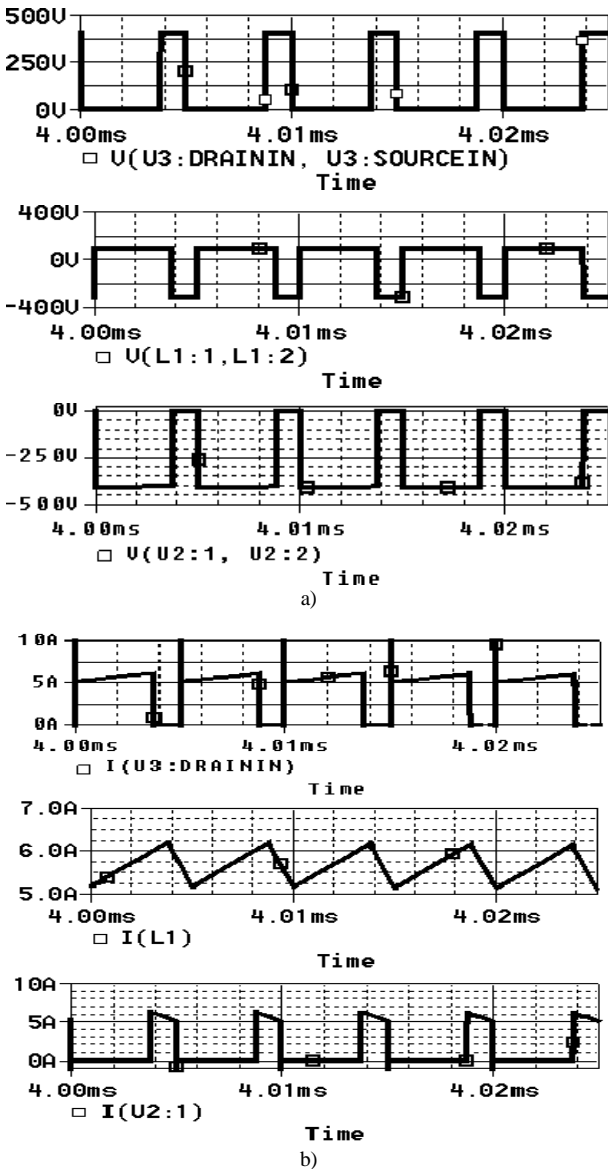 500V
250V
0V
4.00ms 4.01ms 4.02ms
V(U3:DRAININ, U3:SOURCEIN)
Time
400V
0V
-400V
4.00ms 4.01ms 4.02ms
V(L1:1,L1:2)
Time
0V
-250V
-500V
4.00ms 4.01ms 4.02ms
V(U2:1, U2:2)
Time
a)
10A
5A
0A
4.00ms 4.01ms 4.02ms
I(U3:DRAININ)
Time
7.0A
6.0A
5.0A
4.00ms 4.01ms 4.02ms
I(L1)
Time
10A
5A
0A
4.00ms 4.01ms 4.02ms
I(U2:1)
Time
b)